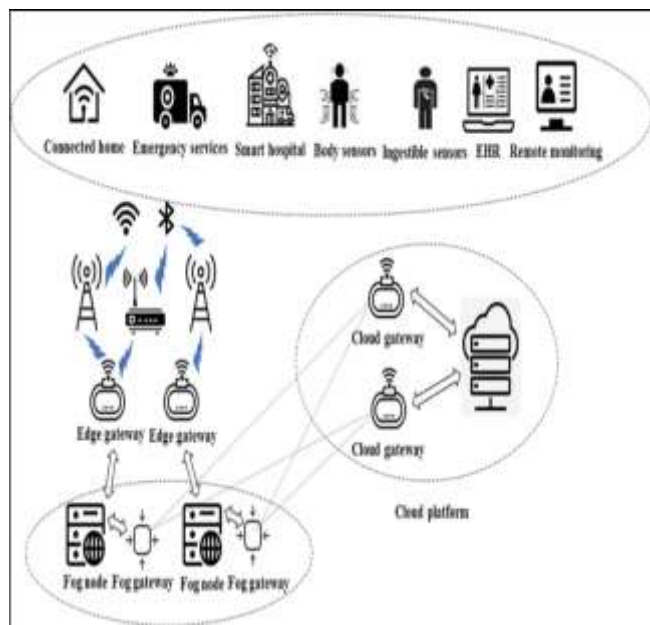 Connected home Emergency services Smart hospital Body sensors Ingestible sensors EHR Remote monitoring
Cloud gateway
Cloud gateway
Edge gateway Edge gateway
Cloud platform
Fog node Fog gateway Fog node Fog gateway